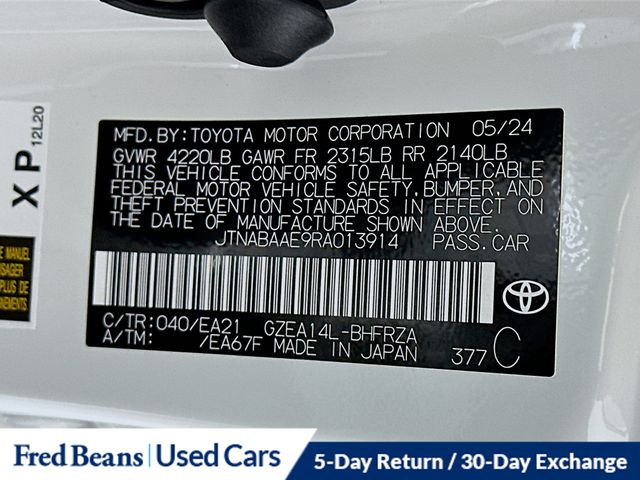 X P
12L20
MANUEL
USAGER
MFD.BY:TOYOTA MOTOR CORPORATION 05/24
GVWR 4220LB GAWR FR 2315LB RR 2140LB
THIS VEHICLE CONFORMS TO ALL APPLICABLE
FEDERAL MOTOR VEHICLE SAFETY, BUMPER, AND
THEFT PREVENTION STANDARDS IN EFFECT ON
THE DATE OF MANUFACTURE SHOWN ABOVE.
JTNABAAE9RA013914 PASS.CAR
C/TR:040/EA21 GZEA14L-BHFRZA
A/TM: /EA67F MADE IN JAPAN 377 C
Fred Beans | Used Cars
5-Day Return / 30-Day Exchange